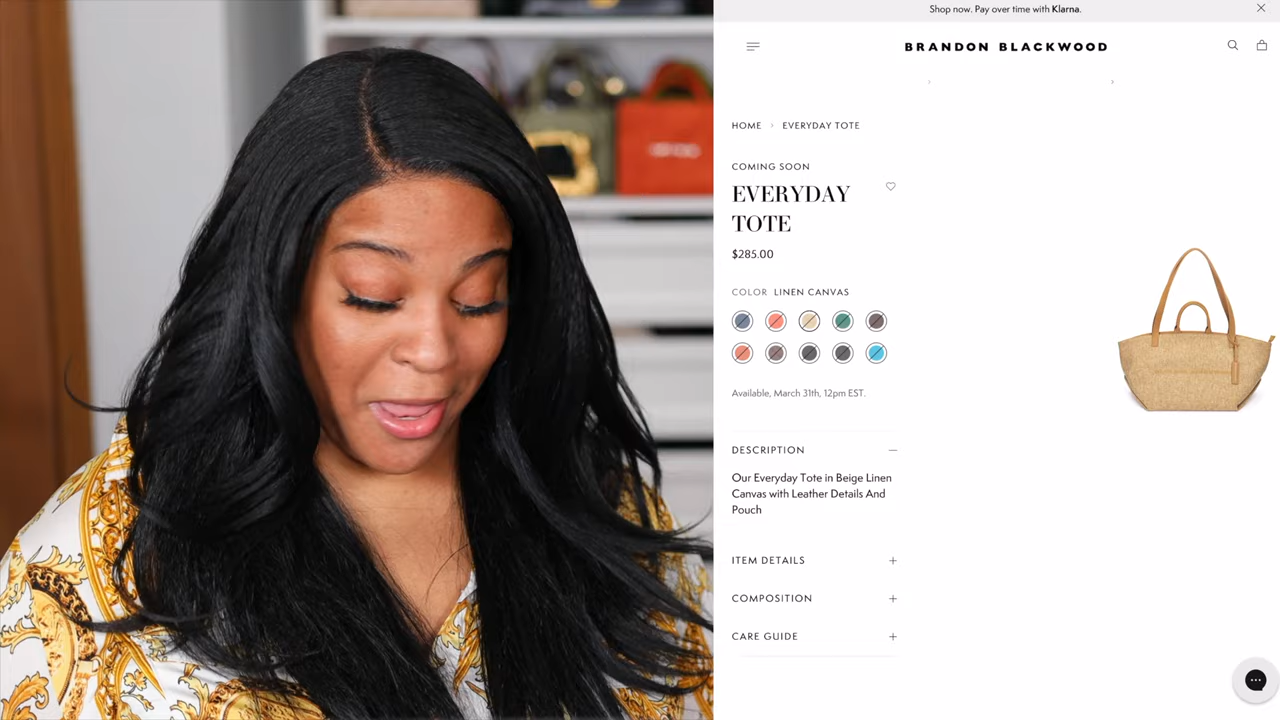 Shop now. Pay over time with Klarna.
BRANDON BLACKWOOD
HOME > EVERYDAY TOTE
COMING SOON
EVERYDAY
TOTE
$285.00
COLOR LINEN CANVAS
Available, March 31th, 12pm EST.
DESCRIPTION
Our Everyday Tote in Beige Linen
Canvas with Leather Details And
Pouch
ITEM DETAILS
COMPOSITION
CARE GUIDE